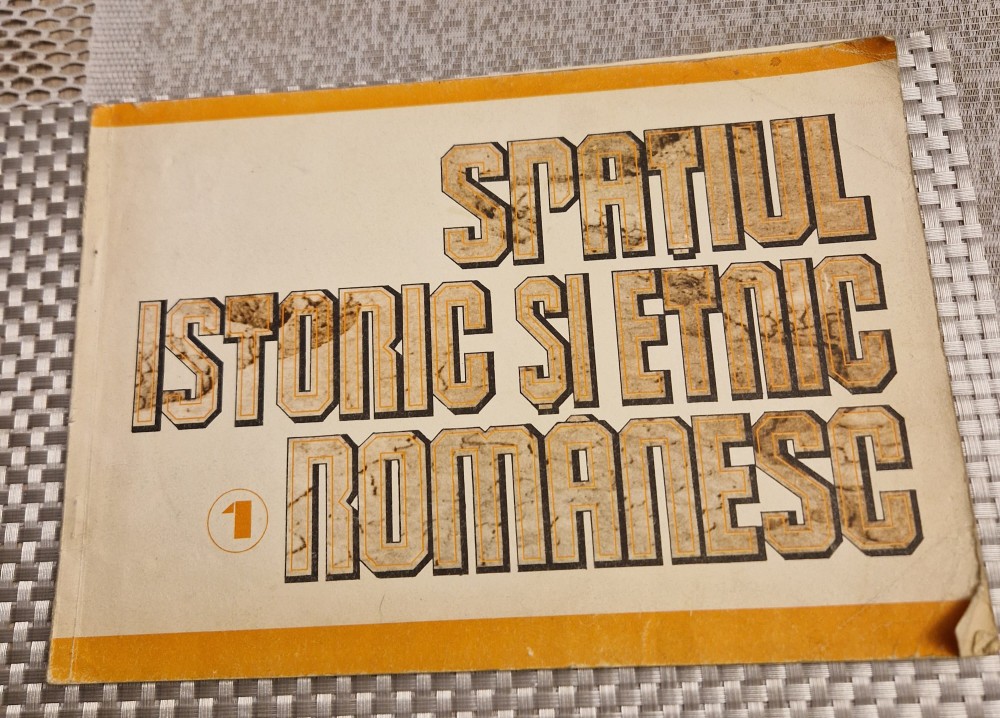 SPAȚIUL
ISTORIC ȘI ETNIC
ROMÂNESC
1